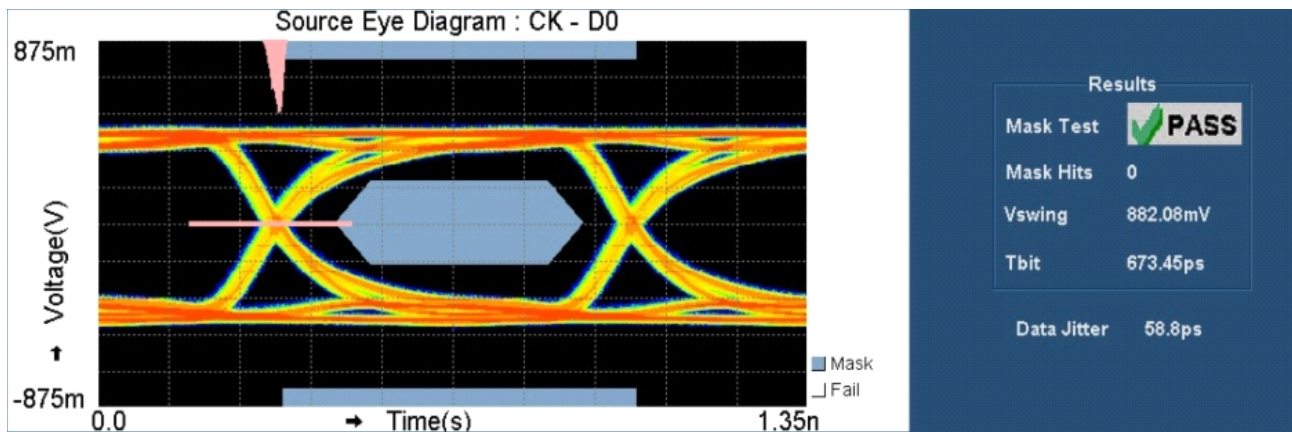 Source Eye Diagram : CK - D0
875m
Voltage(V)
-875m
0.0
Time(s)
1.35n
Mask
Fail
Results
Mask Test PASS
Mask Hits 0
Vswing 882.08mV
Tbit 673.45ps
Data Jitter 58.8ps